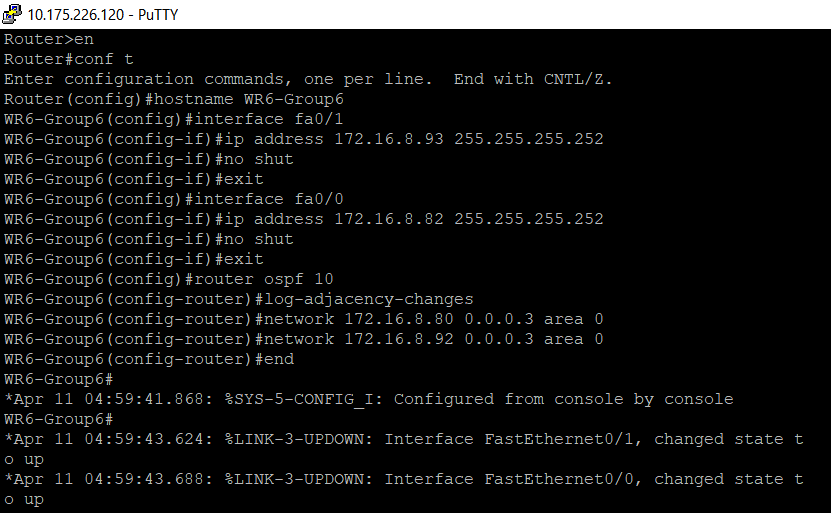 10.175.226.120 - PuTTY
Router>en
Router#conf t
Enter configuration commands, one per line.  End with CNTL/Z.
Router(config)#hostname WR6-Group6
WR6-Group6(config)#interface fa0/1
WR6-Group6(config-if)#ip address 172.16.8.93 255.255.255.252
WR6-Group6(config-if)#no shut
WR6-Group6(config-if)#exit
WR6-Group6(config)#interface fa0/0
WR6-Group6(config-if)#ip address 172.16.8.82 255.255.255.252
WR6-Group6(config-if)#no shut
WR6-Group6(config-if)#exit
WR6-Group6(config)#router ospf 10
WR6-Group6(config-router)#log-adjacency-changes
WR6-Group6(config-router)#network 172.16.8.80 0.0.0.3 area 0
WR6-Group6(config-router)#network 172.16.8.92 0.0.0.3 area 0
WR6-Group6(config-router)#end
WR6-Group6#
*Apr 11 04:59:41.868: %SYS-5-CONFIG_I: Configured from console by console
WR6-Group6#
*Apr 11 04:59:43.624: %LINK-3-UPDOWN: Interface FastEthernet0/1, changed state t
o up
*Apr 11 04:59:43.688: %LINK-3-UPDOWN: Interface FastEthernet0/0, changed state t
o up